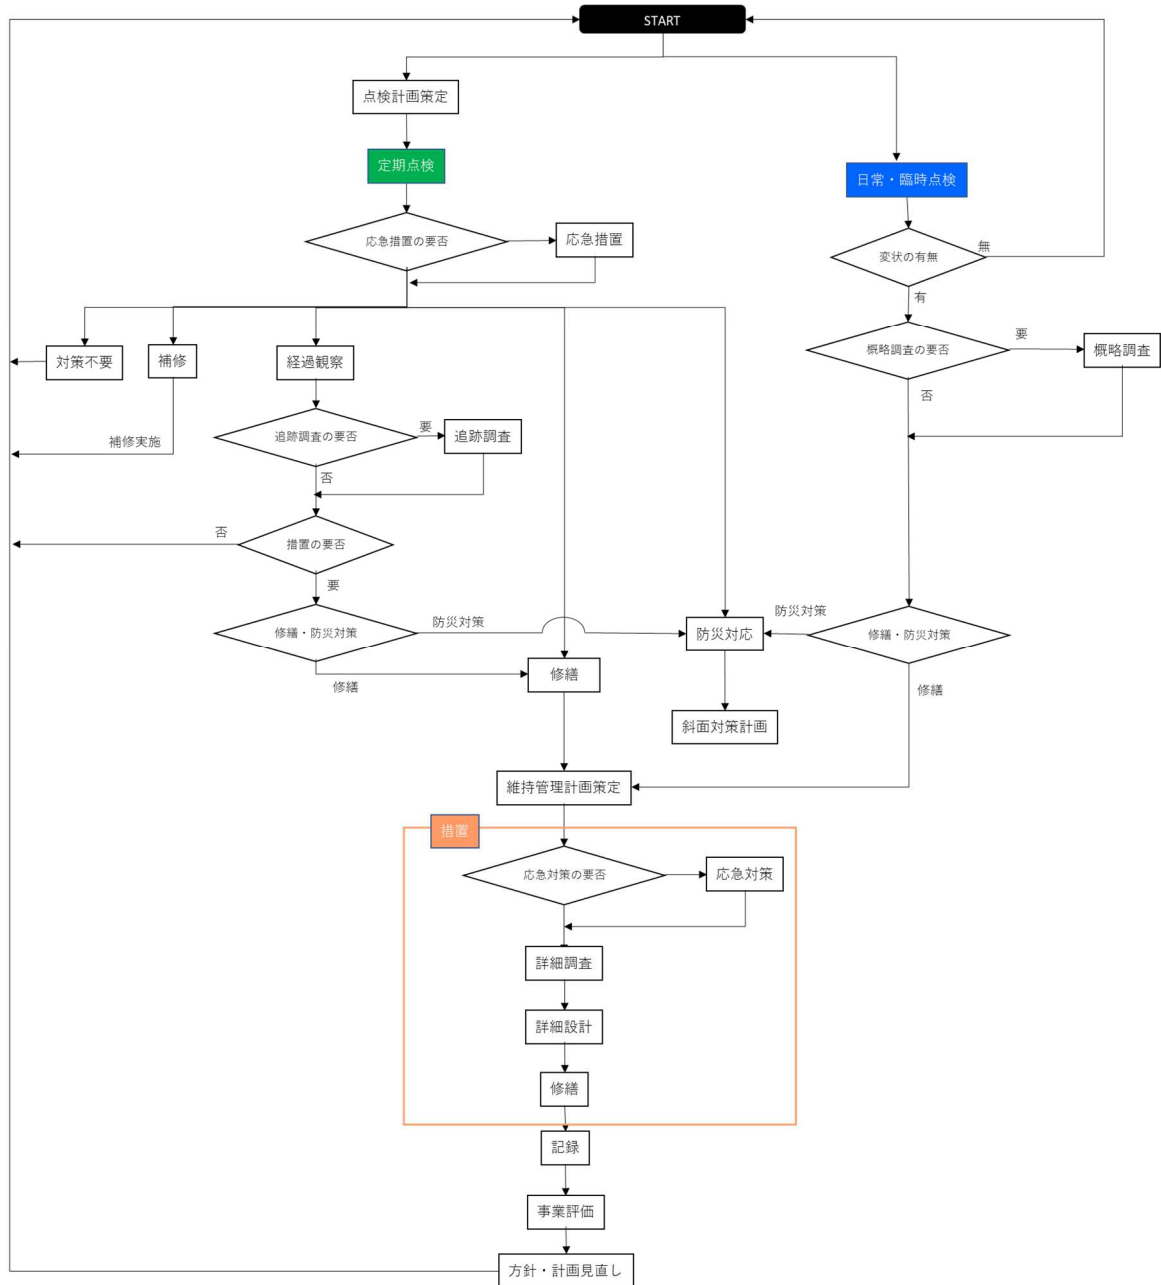 START
点検計画策定
定期点検
日常・臨時点検
応急措置の要否
応急措置
変状の有無
無
有
対策不要
補修
経過観察
概略調査の要否
要
概略調査
否
補修実施
追跡調査の要否
要
追跡調査
否
措置の要否
否
要
修繕・防災対策
防災対策
防災対応
防災対策
修繕・防災対策
修繕
修繕
修繕
斜面対策計画
維持管理計画策定
措置
応急対策の要否
応急対策
詳細調査
詳細設計
修繕
記録
事業評価
方針・計画見直し